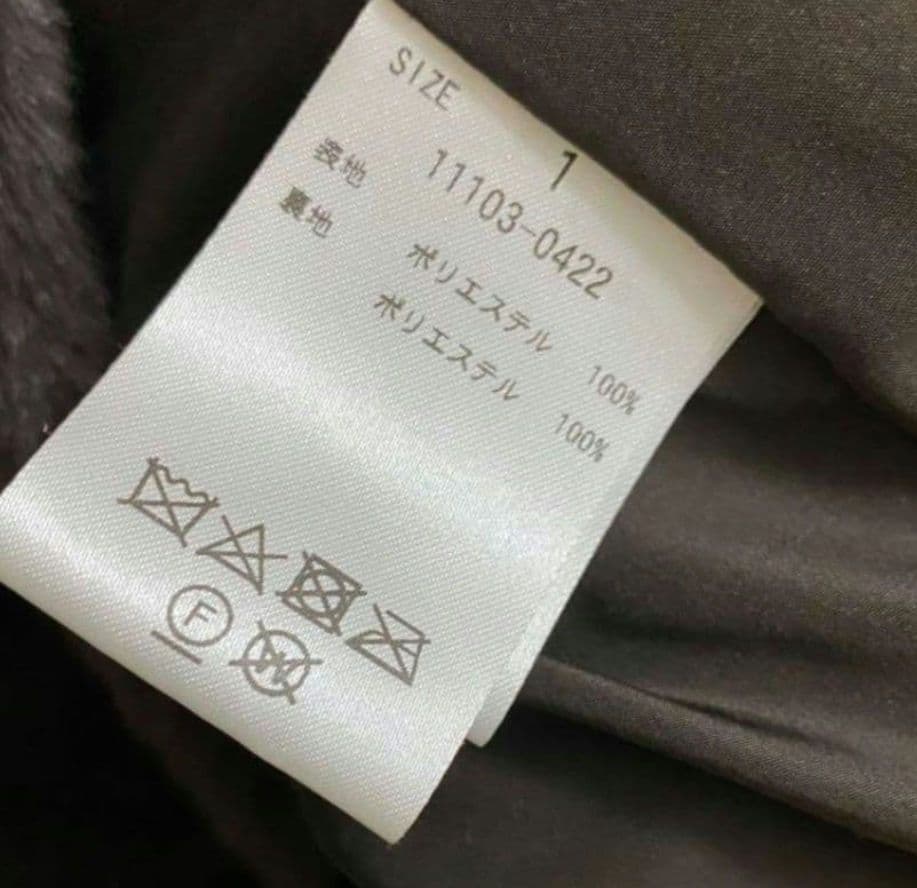 SIZE 1
11103-0422
表地 ポリエステル 100%
裏地 ポリエステル 100%
F
W